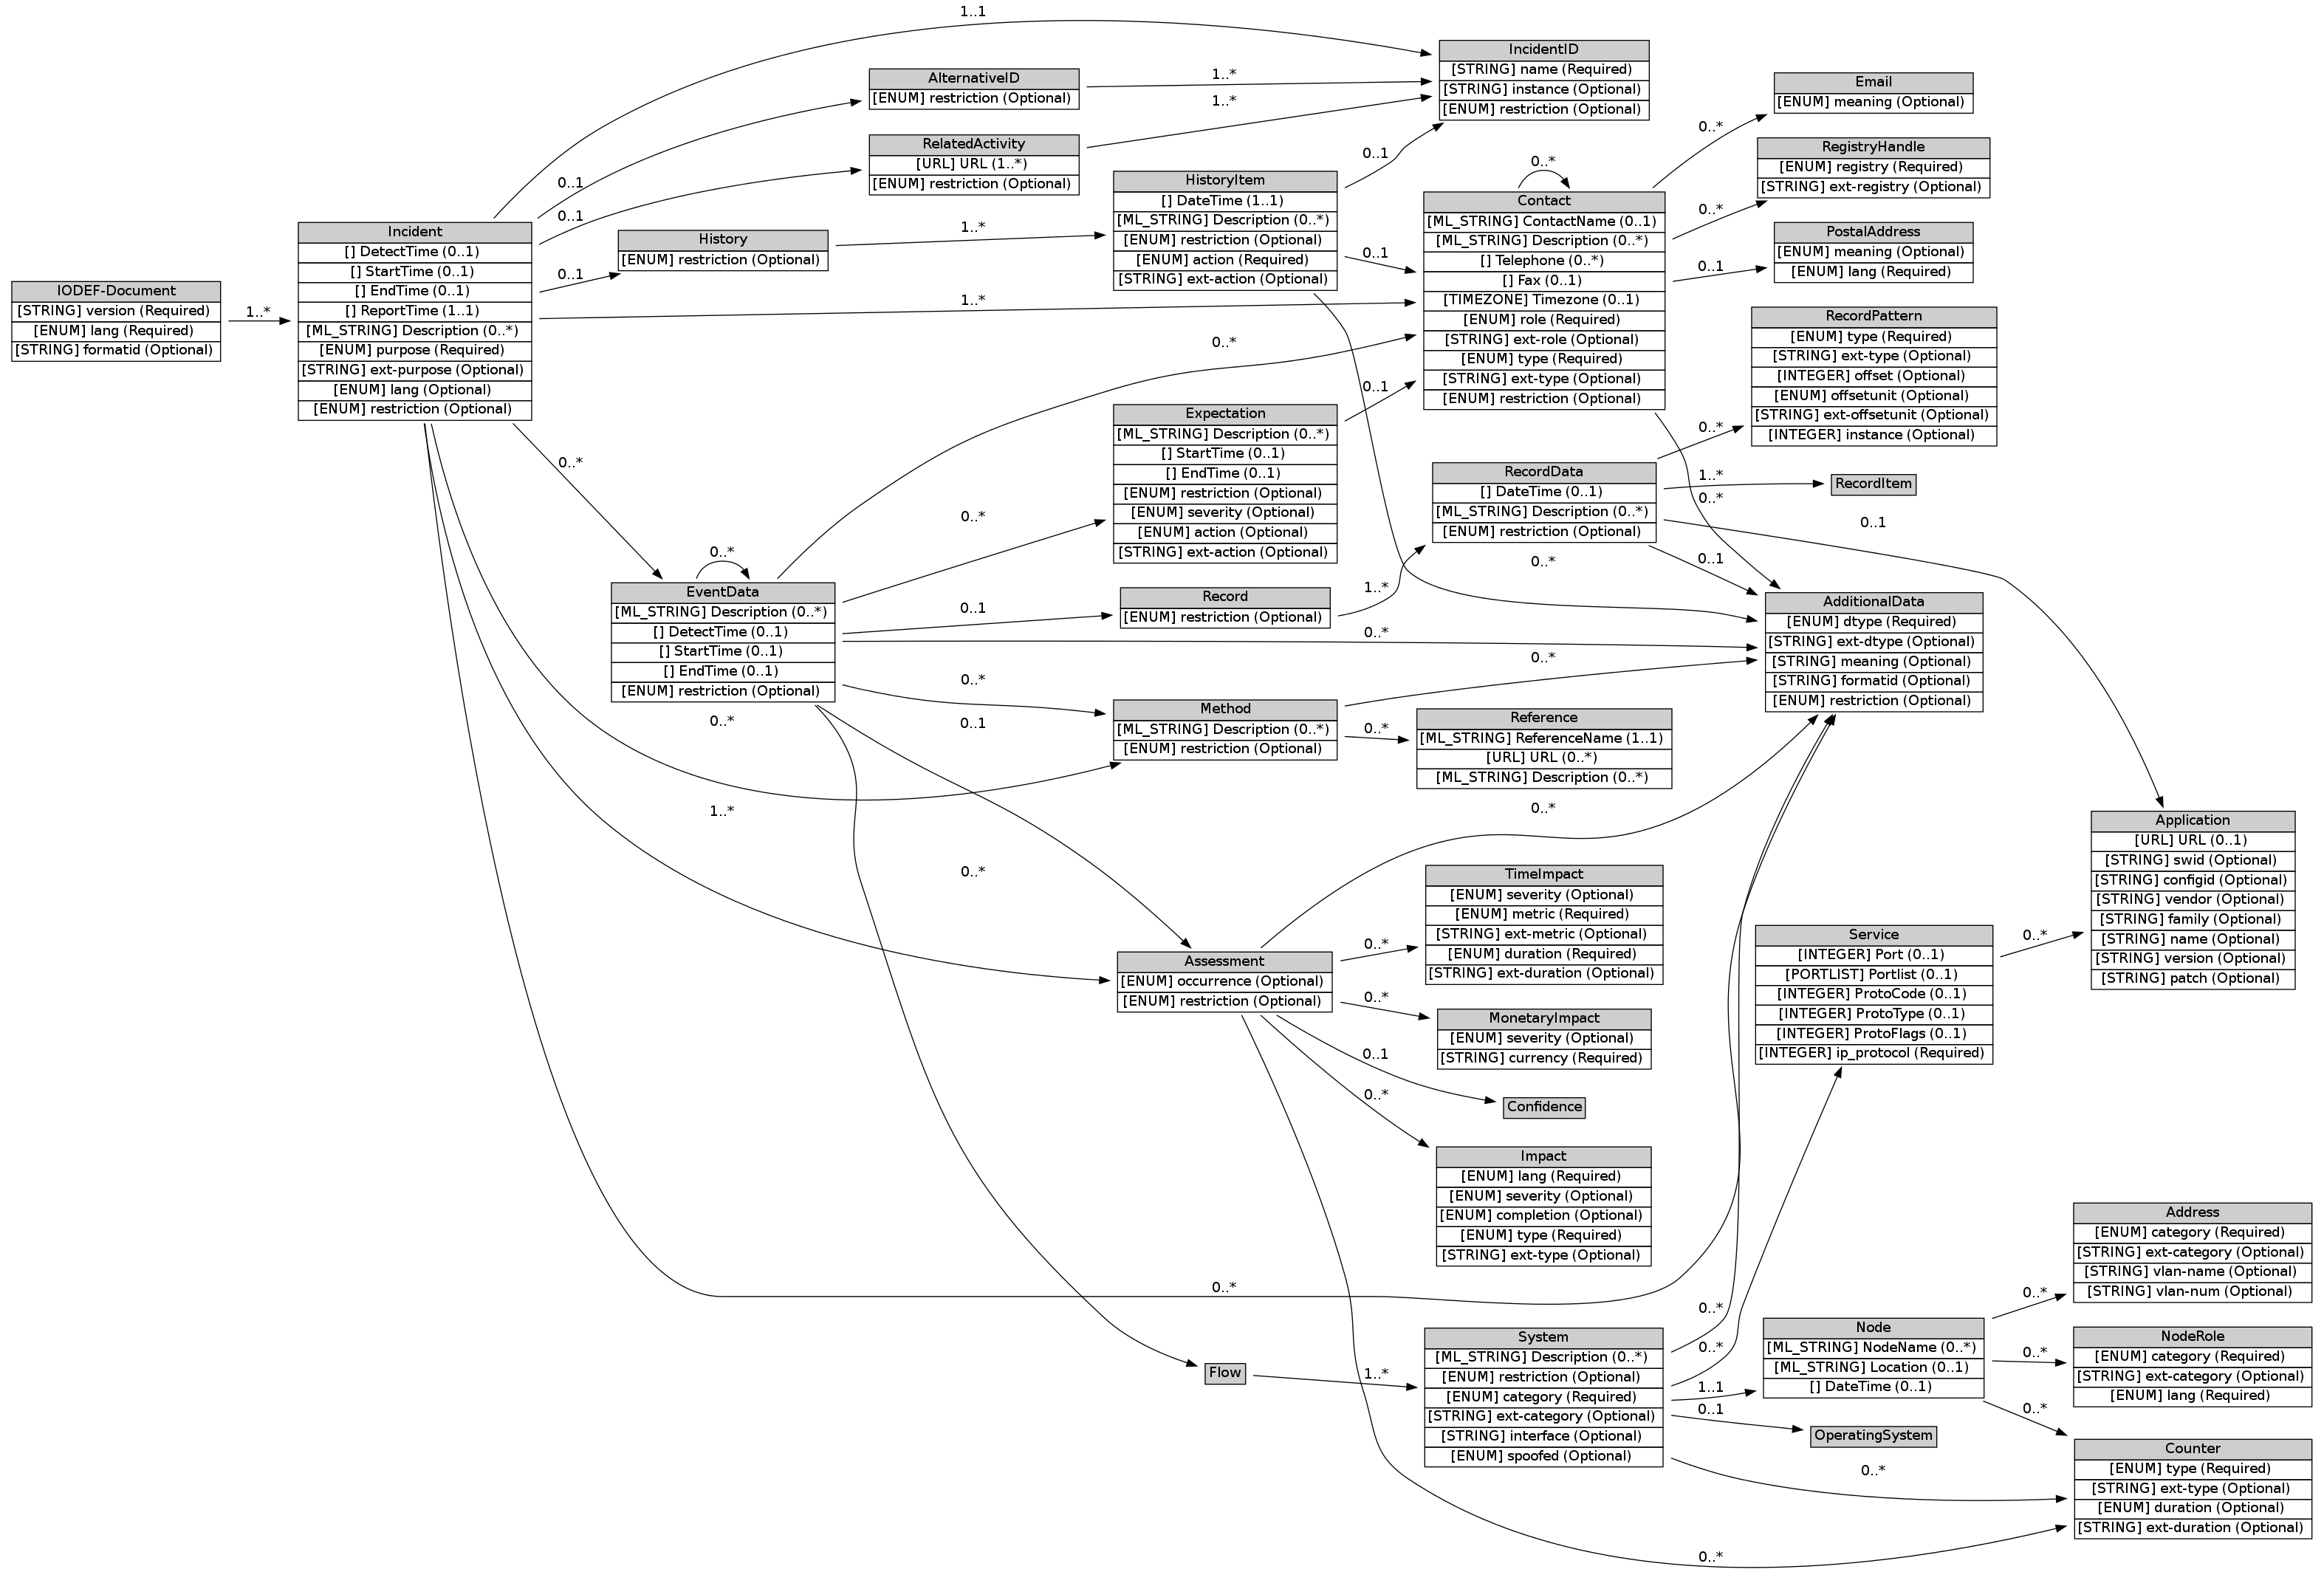 IODEF-Document
[STRING] version (Required)
[ENUM] lang (Required)
[STRING] formatid (Optional)
1..*
Incident
[] DetectTime (0..1)
[] StartTime (0..1)
[] EndTime (0..1)
[] ReportTime (1..1)
[ML_STRING] Description (0..*)
[ENUM] purpose (Required)
[STRING] ext-purpose (Optional)
[ENUM] lang (Optional)
[ENUM] restriction (Optional)
1..1
0..1
0..1
0..1
1..*
0..*
0..*
1..*
0..*
AlternativeID
[ENUM] restriction (Optional)
1..*
RelatedActivity
[URL] URL (1..*)
[ENUM] restriction (Optional)
1..*
History
[ENUM] restriction (Optional)
1..*
EventData
[ML_STRING] Description (0..*)
[] DetectTime (0..1)
[] StartTime (0..1)
[] EndTime (0..1)
[ENUM] restriction (Optional)
0..*
0..*
0..*
0..1
0..*
0..*
0..1
0..*
HistoryItem
[] DateTime (1..1)
[ML_STRING] Description (0..*)
[ENUM] restriction (Optional)
[ENUM] action (Required)
[STRING] ext-action (Optional)
0..1
0..1
0..*
Expectation
[ML_STRING] Description (0..*)
[] StartTime (0..1)
[] EndTime (0..1)
[ENUM] restriction (Optional)
[ENUM] severity (Optional)
[ENUM] action (Optional)
[STRING] ext-action (Optional)
0..1
Record
[ENUM] restriction (Optional)
1..*
Method
[ML_STRING] Description (0..*)
[ENUM] restriction (Optional)
0..*
0..*
Assessment
[ENUM] occurrence (Optional)
[ENUM] restriction (Optional)
0..*
0..*
0..*
0..1
0..*
0..*
Flow
1..*
IncidentID
[STRING] name (Required)
[STRING] instance (Optional)
[ENUM] restriction (Optional)
Contact
[ML_STRING] ContactName (0..1)
[ML_STRING] Description (0..*)
[] Telephone (0..*)
[] Fax (0..1)
[TIMEZONE] Timezone (0..1)
[ENUM] role (Required)
[STRING] ext-role (Optional)
[ENUM] type (Required)
[STRING] ext-type (Optional)
[ENUM] restriction (Optional)
0..*
0..*
0..*
0..1
0..*
RecordData
[] DateTime (0..1)
[ML_STRING] Description (0..*)
[ENUM] restriction (Optional)
0..*
1..*
0..1
0..1
Reference
[ML_STRING] ReferenceName (1..1)
[URL] URL (0..*)
[ML_STRING] Description (0..*)
TimeImpact
[ENUM] severity (Optional)
[ENUM] metric (Required)
[STRING] ext-metric (Optional)
[ENUM] duration (Required)
[STRING] ext-duration (Optional)
MonetaryImpact
[ENUM] severity (Optional)
[STRING] currency (Required)
Confidence
Impact
[ENUM] lang (Required)
[ENUM] severity (Optional)
[ENUM] completion (Optional)
[ENUM] type (Required)
[STRING] ext-type (Optional)
System
[ML_STRING] Description (0..*)
[ENUM] restriction (Optional)
[ENUM] category (Required)
[STRING] ext-category (Optional)
[STRING] interface (Optional)
[ENUM] spoofed (Optional)
0..*
0..*
1..1
0..1
0..*
Email
[ENUM] meaning (Optional)
RegistryHandle
[ENUM] registry (Required)
[STRING] ext-registry (Optional)
PostalAddress
[ENUM] meaning (Optional)
[ENUM] lang (Required)
RecordPattern
[ENUM] type (Required)
[STRING] ext-type (Optional)
[INTEGER] offset (Optional)
[ENUM] offsetunit (Optional)
[STRING] ext-offsetunit (Optional)
[INTEGER] instance (Optional)
RecordItem
AdditionalData
[ENUM] dtype (Required)
[STRING] ext-dtype (Optional)
[STRING] meaning (Optional)
[STRING] formatid (Optional)
[ENUM] restriction (Optional)
Service
[INTEGER] Port (0..1)
[PORTLIST] Portlist (0..1)
[INTEGER] ProtoCode (0..1)
[INTEGER] ProtoType (0..1)
[INTEGER] ProtoFlags (0..1)
[INTEGER] ip_protocol (Required)
0..*
Node
[ML_STRING] NodeName (0..*)
[ML_STRING] Location (0..1)
[] DateTime (0..1)
0..*
0..*
0..*
OperatingSystem
Application
[URL] URL (0..1)
[STRING] swid (Optional)
[STRING] configid (Optional)
[STRING] vendor (Optional)
[STRING] family (Optional)
[STRING] name (Optional)
[STRING] version (Optional)
[STRING] patch (Optional)
Address
[ENUM] category (Required)
[STRING] ext-category (Optional)
[STRING] vlan-name (Optional)
[STRING] vlan-num (Optional)
NodeRole
[ENUM] category (Required)
[STRING] ext-category (Optional)
[ENUM] lang (Required)
Counter
[ENUM] type (Required)
[STRING] ext-type (Optional)
[ENUM] duration (Optional)
[STRING] ext-duration (Optional)